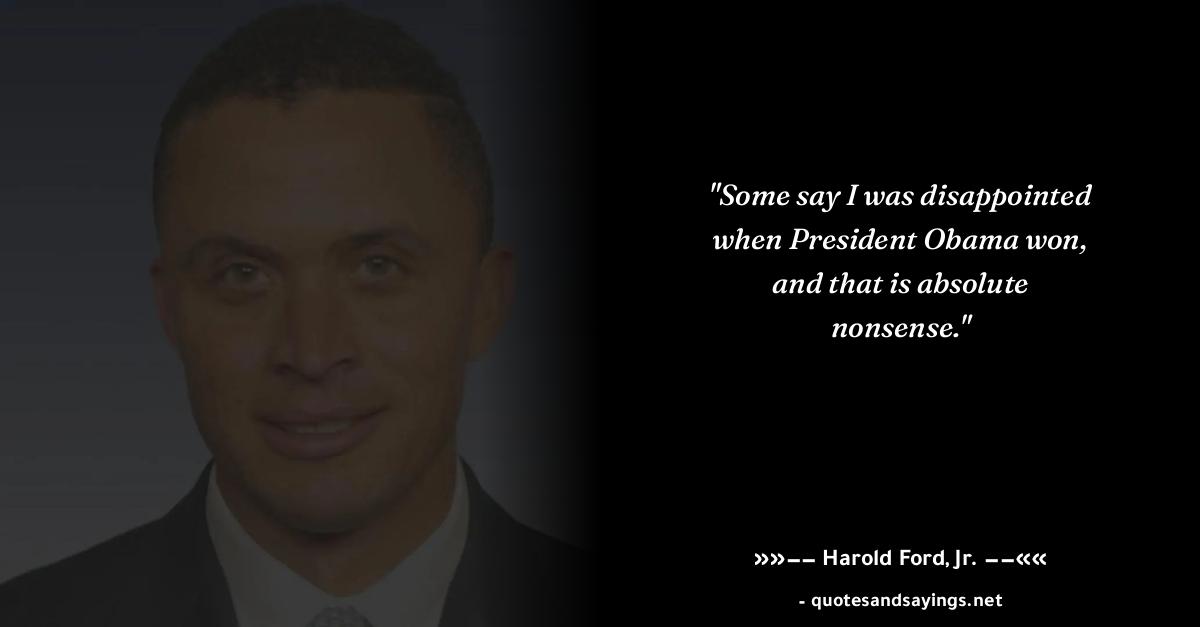 "Some say I was disappointed
when President Obama won,
and that is absolute
nonsense."
»»–– Harold Ford, Jr. ––««
- quotesandsayings.net